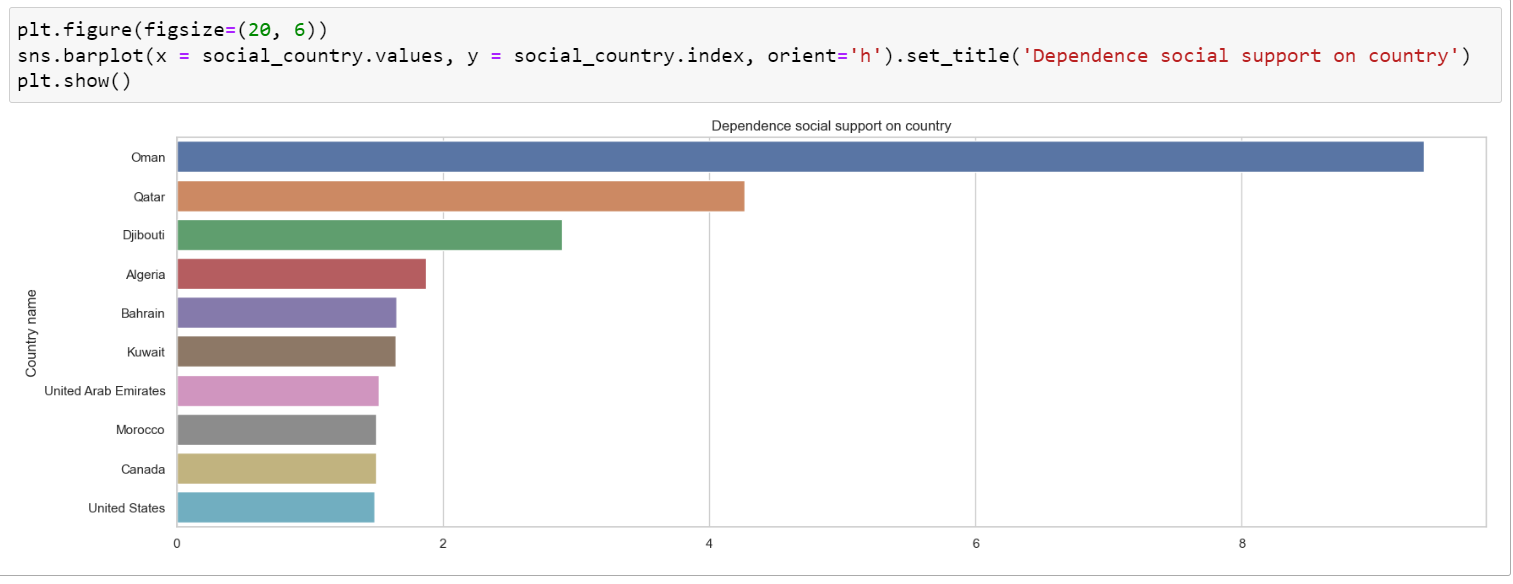 plt.figure(figsize=(20, 6))
sns.barplot(x = social_country.values, y = social_country.index, orient='h').set_title('Dependence social support on country')
plt.show()
Dependence social support on country
Country name
Oman
Qatar
Djibouti
Algeria
Bahrain
Kuwait
United Arab Emirates
Morocco
Canada
United States
0 2 4 6 8